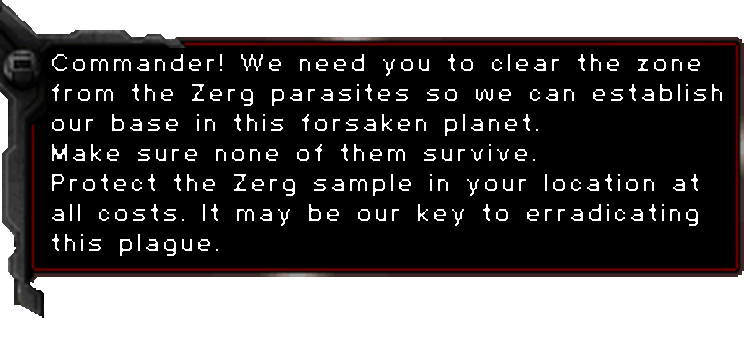 Commander! We need you to clear the zone
from the Zerg parasites so we can establish
our base in this forsaken planet.
Make sure none of them survive.
Protect the Zerg sample in your location at
all costs. It may be our key to erradicating
this plague.